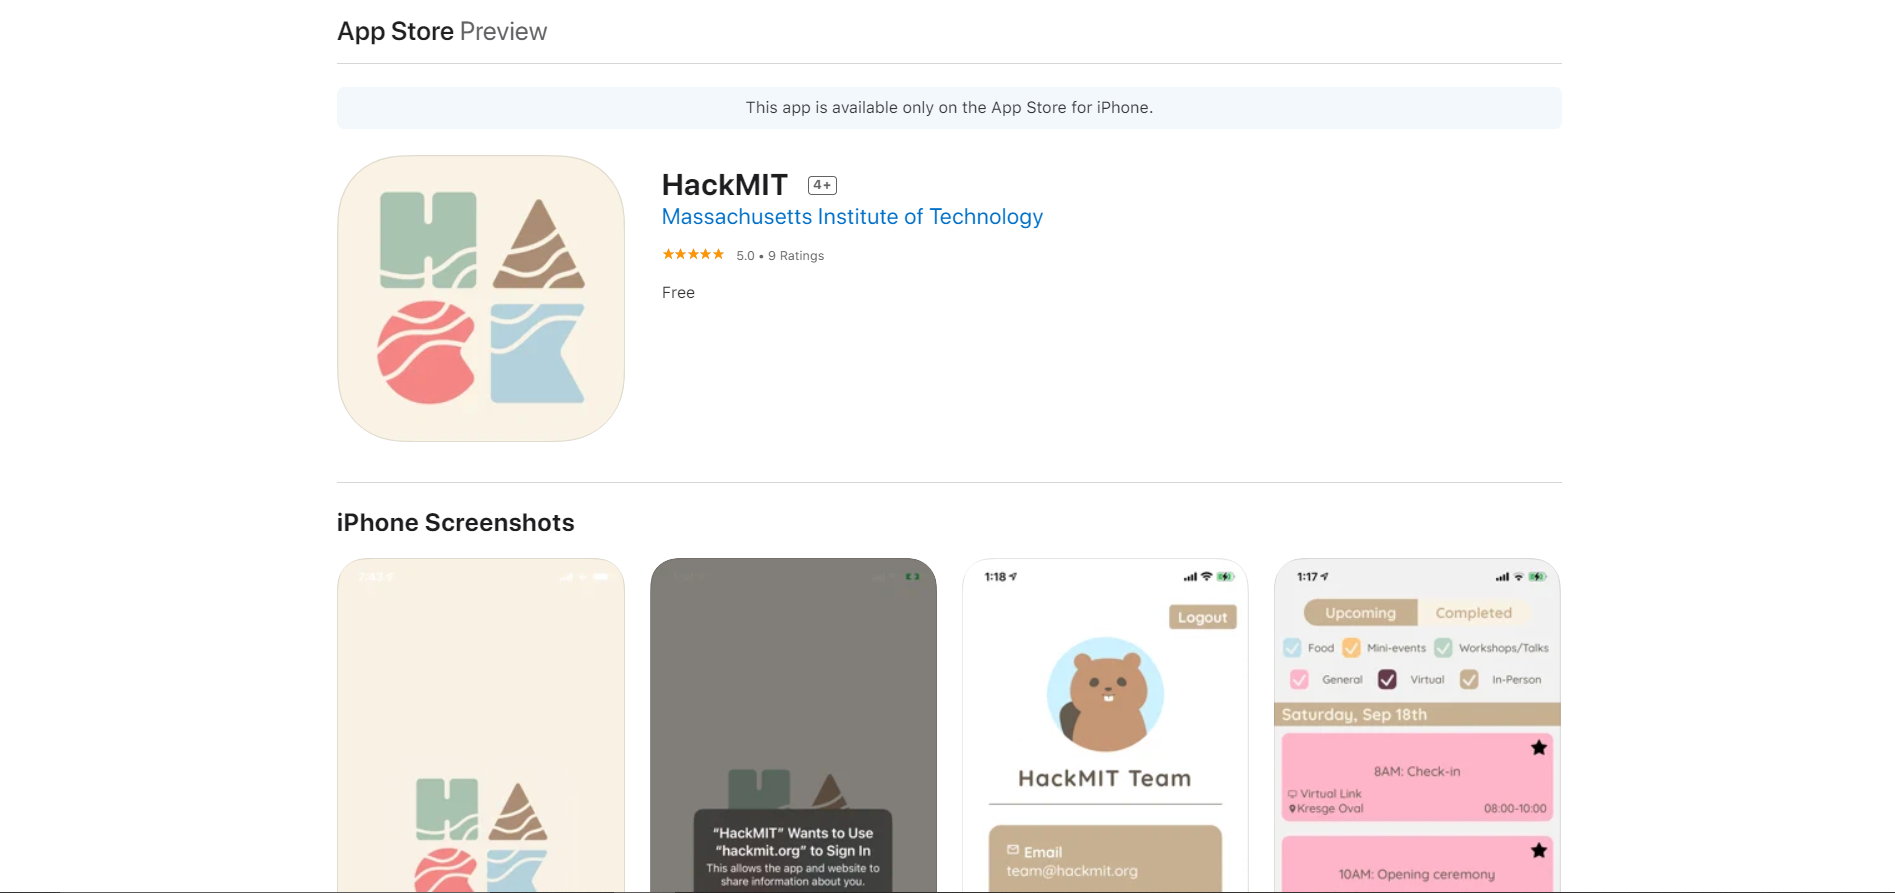 App Store Preview
This app is available only on the App Store for iPhone.
HACK
HackMIT 4+
Massachusetts Institute of Technology
5.0 • 9 Ratings
Free
iPhone Screenshots
HACK
"HackMIT" Wants to Use
"hackmit.org" to Sign In
This allows the app and website to
share information about you.
1:18
Logout
HackMIT Team
Email
team@hackmit.org
1:17
Upcoming Completed
Food Mini-events Workshops/Talks
General Virtual In-Person
Saturday, Sep 18th
8AM: Check-in
Virtual Link
Kresge Oval 08:00-10:00
10AM: Opening ceremony